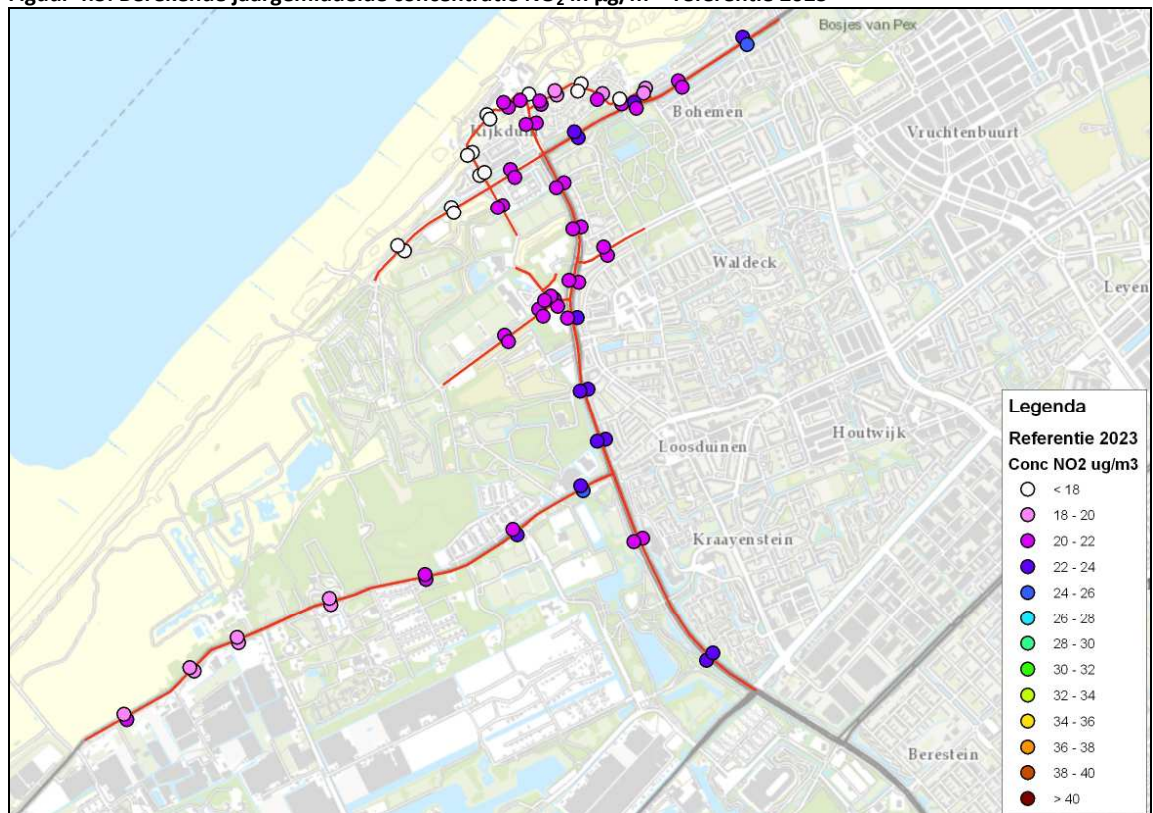 Bosjes van Pex
Bohemen
Vruchtenbuurt
Kijkduin
Waldeck
Leyen
Loosduinen
Houtwijk
Kraayenstein
Berestein
Legenda
Referentie 2023
Conc NO2 ug/m3
< 18
18 - 20
20 - 22
22 - 24
24 - 26
26 - 28
28 - 30
30 - 32
32 - 34
34 - 36
36 - 38
38 - 40
> 40